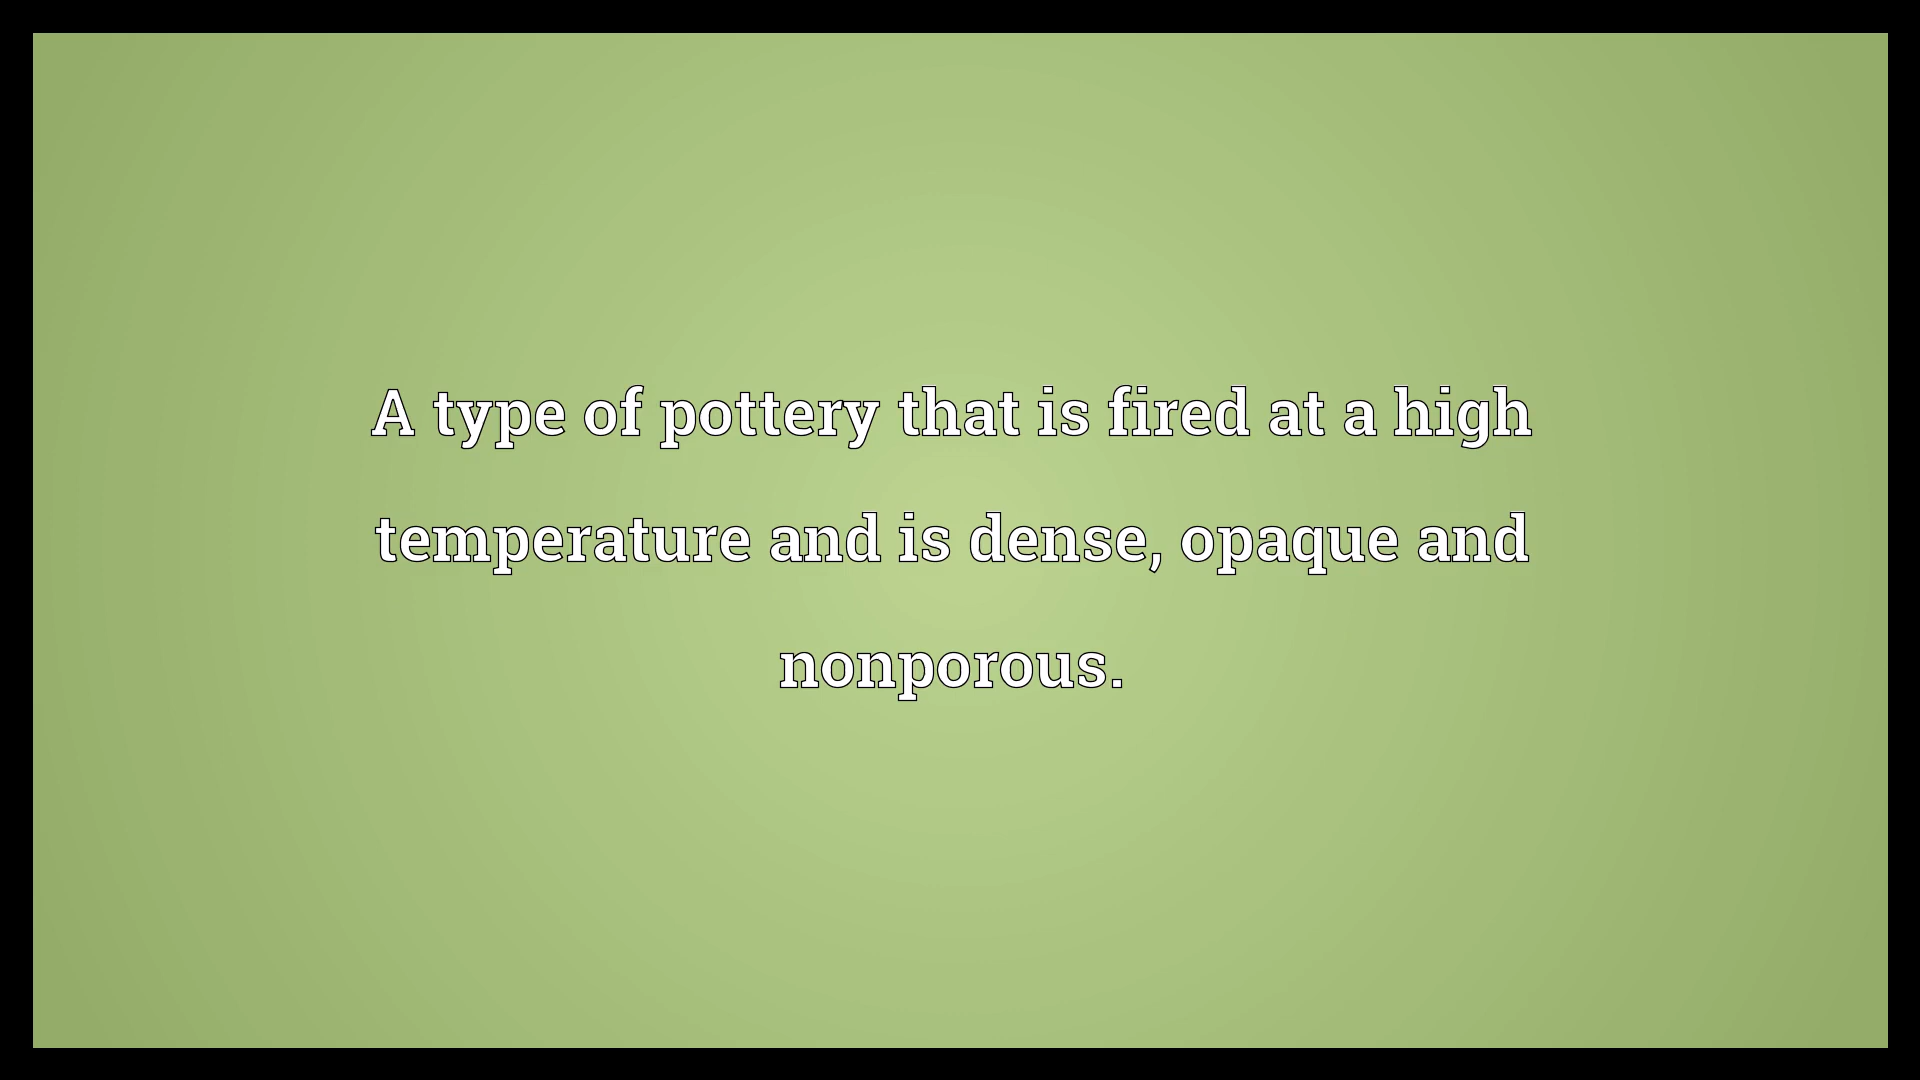 A type of pottery that is fired at a high
temperature and is dense, opaque and
nonporous.